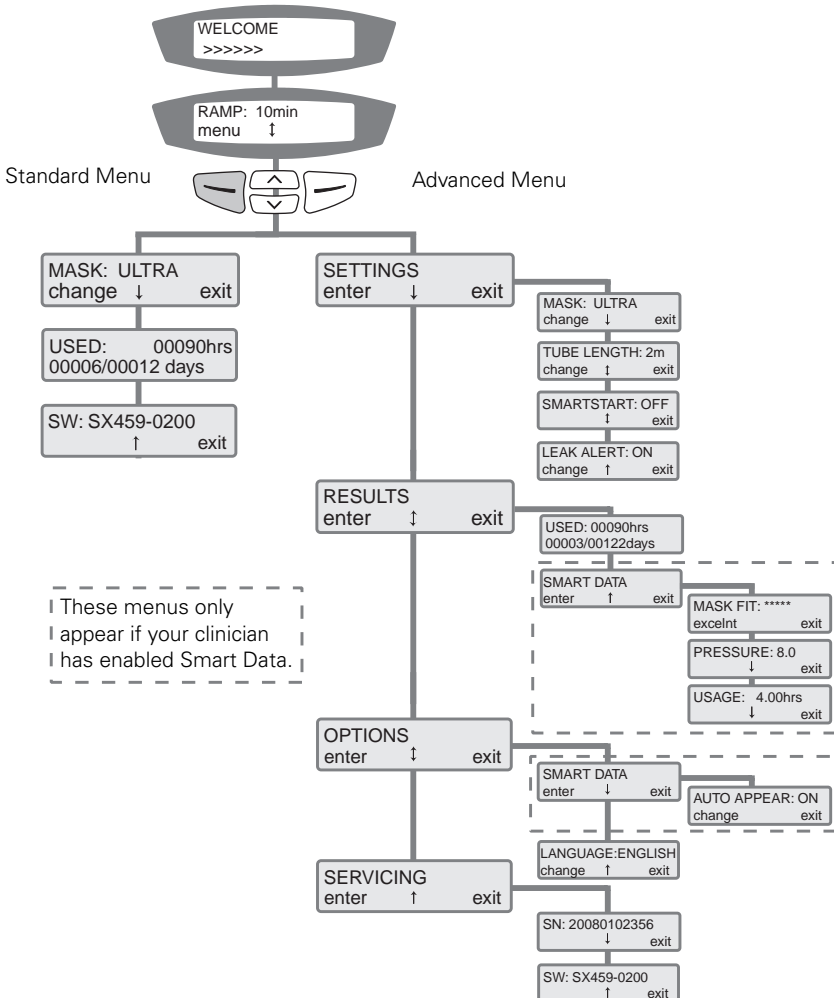 WELCOME
>>>>>>
RAMP: 10min
menu ↕
Standard Menu
Advanced Menu
MASK: ULTRA
change ↓ exit
USED: 00090hrs
00006/00012 days
SW: SX459-0200
↑ exit
SETTINGS
enter ↓ exit
MASK: ULTRA
change ↓ exit
TUBE LENGTH: 2m
change ↕ exit
SMARTSTART: OFF
↕ exit
LEAK ALERT: ON
change ↑ exit
RESULTS
enter ↕ exit
USED: 00090hrs
00003/00122days
SMART DATA
enter ↑ exit
MASK FIT: *****
excelnt exit
PRESSURE: 8.0
↓ exit
USAGE: 4.00hrs
↓ exit
These menus only
appear if your clinician
has enabled Smart Data.
OPTIONS
enter ↕ exit
SMART DATA
enter ↓ exit
AUTO APPEAR: ON
change exit
LANGUAGE:ENGLISH
change ↑ exit
SERVICING
enter ↑ exit
SN: 20080102356
↓ exit
SW: SX459-0200
↑ exit